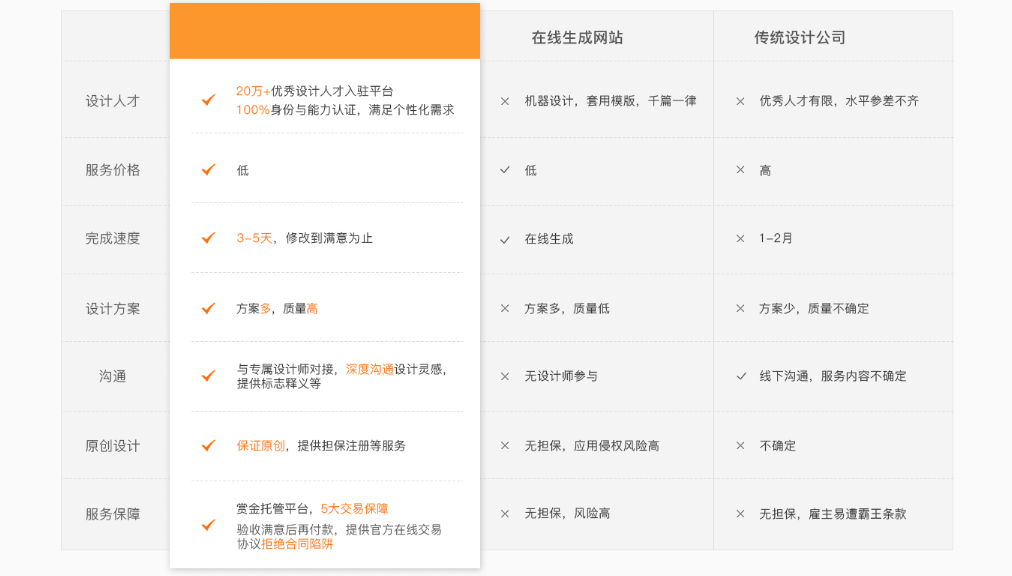 在线生成网站
传统设计公司
设计人才
20万+优秀设计人才入驻平台
100%身份与能力认证，满足个性化需求
机器设计，套用模版，千篇一律
优秀人才有限，水平参差不齐
服务价格
低
低
高
完成速度
3-5天，修改到满意为止
在线生成
1-2月
设计方案
方案多，质量高
方案多，质量低
方案少，质量不确定
沟通
与专属设计师对接，深度沟通设计灵感，
提供标志释义等
无设计师参与
线下沟通，服务内容不确定
原创设计
保证原创，提供担保注册等服务
无担保，应用侵权风险高
不确定
服务保障
赏金托管平台，5大交易保障
验收满意后再付款，提供官方在线交易
协议拒绝合同陷阱
无担保，风险高
无担保，雇主易遭霸王条款